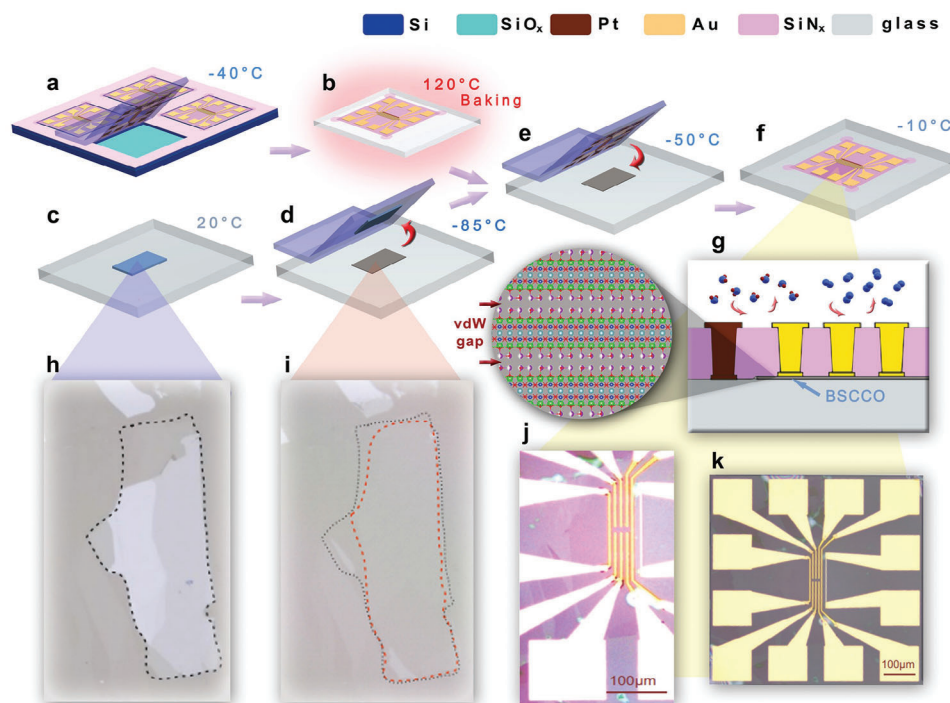 Si SiOₓ Pt Au SiNₓ glass
a
-40°C
b
120°C
Baking
c
20°C
d
-85°C
e
-50°C
f
-10°C
g
vdW
gap
BSCCO
h
i
j
100μm
k
100μm